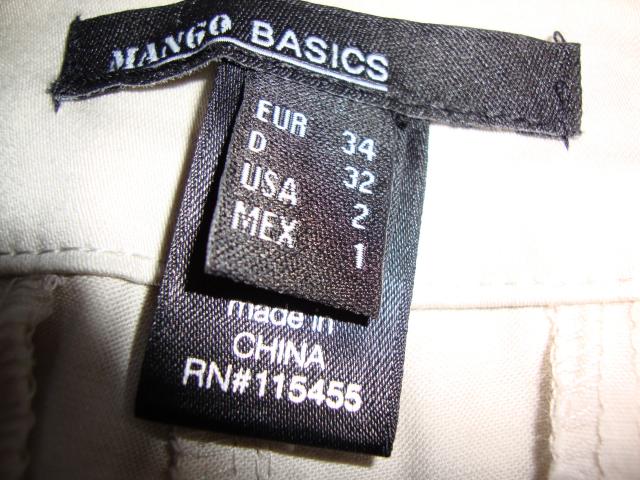 MANGO BASICS
EUR 34
D 32
USA 2
MEX 1
made in
CHINA
RN#115455